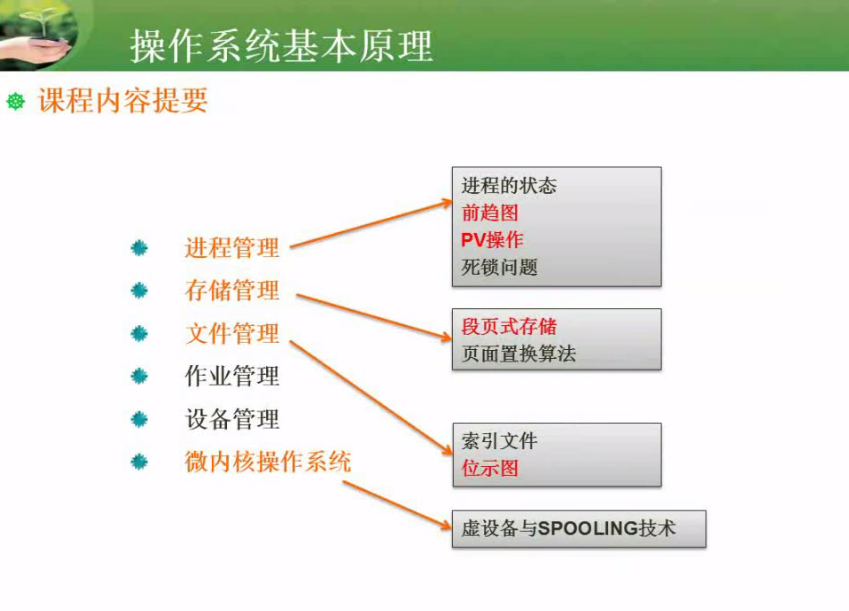 操作系统基本原理
课程内容提要
进程管理
存储管理
文件管理
作业管理
设备管理
微内核操作系统
进程的状态
前趋图
PV操作
死锁问题
段页式存储
页面置换算法
索引文件
位示图
虚设备与SPOOLING技术